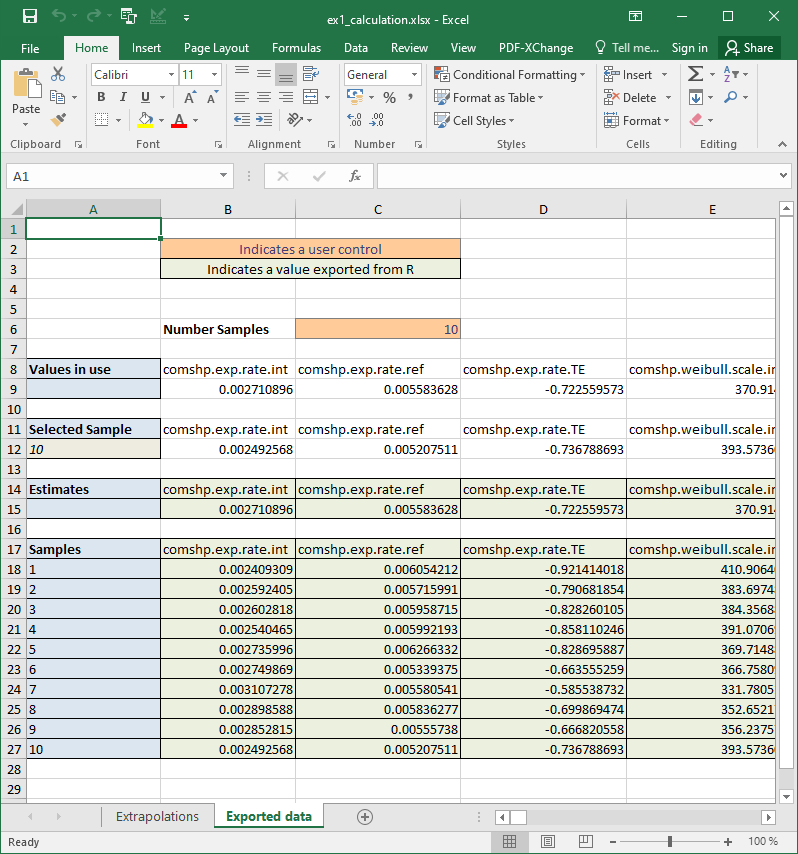 ex1_calculation.xlsx - Excel
File Home Insert Page Layout Formulas Data Review View PDF-XChange Tell me... Sign in Share
Paste
Calibri 11
B I U
A A
A
General
% ,
Conditional Formatting
Format as Table
Cell Styles
Insert
Delete
Format
Clipboard Font Alignment Number Styles Cells Editing
A1 fx
A B C D E
1
2 Indicates a user control
3 Indicates a value exported from R
4
5
6 Number Samples 10
7
8 Values in use comshp.exp.rate.int comshp.exp.rate.ref comshp.exp.rate.TE comshp.weibull.scale.in
9 0.002710896 0.005583628 -0.722559573 370.914
10
11 Selected Sample comshp.exp.rate.int comshp.exp.rate.ref comshp.exp.rate.TE comshp.weibull.scale.in
12 10 0.002492568 0.005207511 -0.736788693 393.5736
13
14 Estimates comshp.exp.rate.int comshp.exp.rate.ref comshp.exp.rate.TE comshp.weibull.scale.in
15 0.002710896 0.005583628 -0.722559573 370.914
16
17 Samples comshp.exp.rate.int comshp.exp.rate.ref comshp.exp.rate.TE comshp.weibull.scale.in
18 1 0.002409309 0.006054212 -0.921414018 410.9064
19 2 0.002592405 0.005715991 -0.790681854 383.6974
20 3 0.002602818 0.005958715 -0.828260105 384.3568
21 4 0.002540465 0.005992193 -0.858110246 391.0706
22 5 0.002735996 0.006266332 -0.828695887 369.7148
23 6 0.002749869 0.005339375 -0.663555259 366.7580
24 7 0.003107278 0.005580541 -0.585538732 331.7805
25 8 0.002898588 0.005836277 -0.699869474 352.6521
26 9 0.002852815 0.00555738 -0.666820558 356.2375
27 10 0.002492568 0.005207511 -0.736788693 393.5736
28
29
Extrapolations Exported data
Ready 100 %